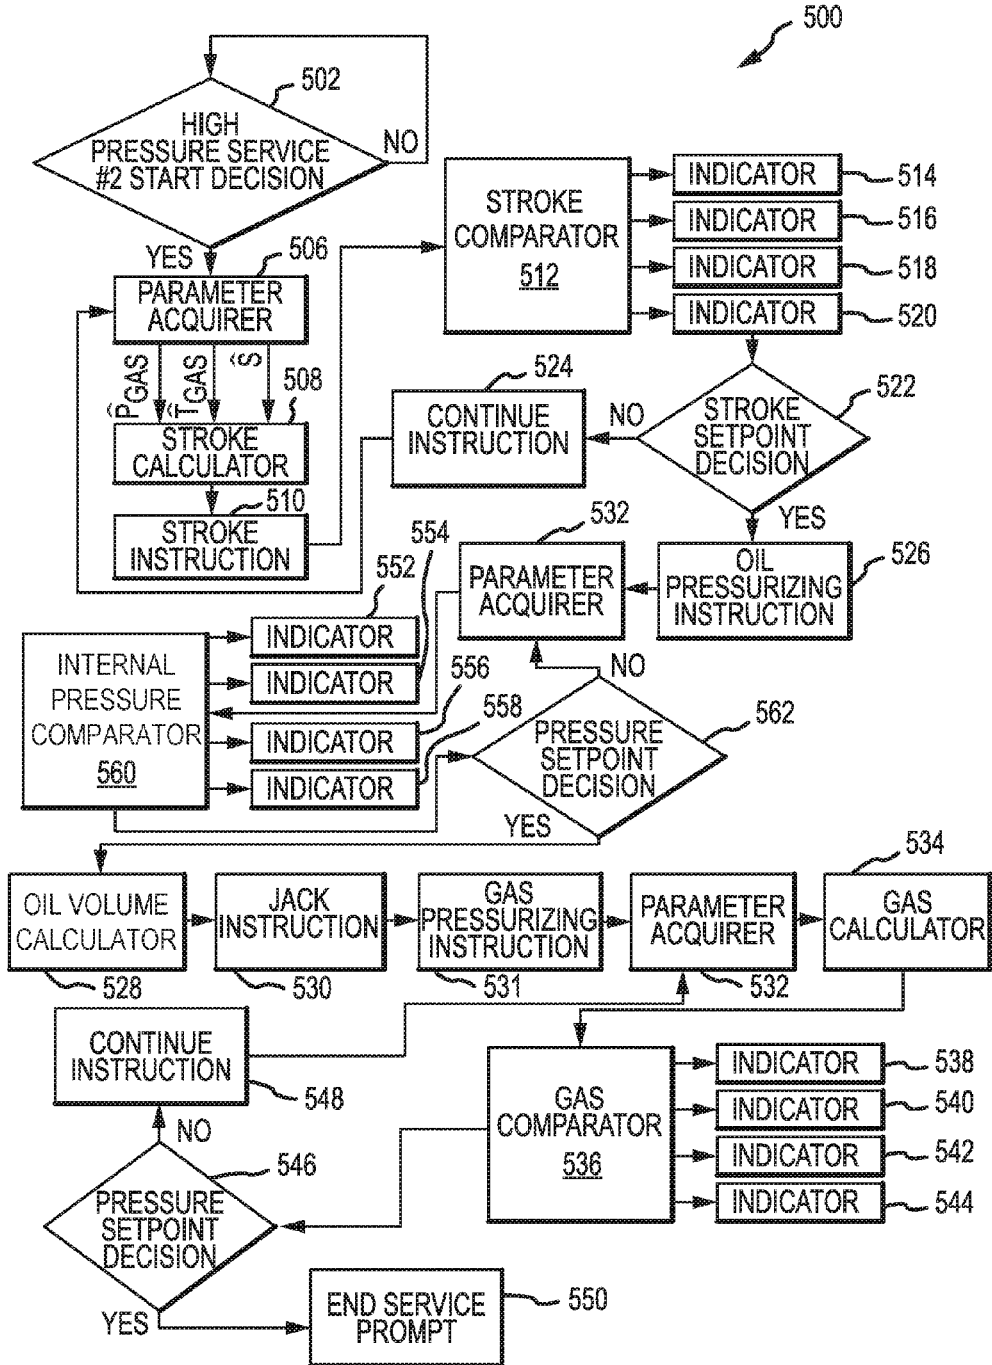 500
502
HIGH
PRESSURE SERVICE
#2 START DECISION
NO
YES
506
PARAMETER
ACQUIRER
P̂GAS
T̂GAS
Ŝ
508
STROKE
CALCULATOR
510
STROKE
INSTRUCTION
STROKE
COMPARATOR
512
INDICATOR
514
INDICATOR
516
INDICATOR
518
INDICATOR
520
STROKE
SETPOINT
DECISION
522
NO
YES
524
CONTINUE
INSTRUCTION
OIL
PRESSURIZING
INSTRUCTION
526
532
PARAMETER
ACQUIRER
INTERNAL
PRESSURE
COMPARATOR
560
552
INDICATOR
554
INDICATOR
556
INDICATOR
558
INDICATOR
NO
PRESSURE
SETPOINT
DECISION
562
YES
OIL VOLUME
CALCULATOR
528
JACK
INSTRUCTION
530
GAS
PRESSURIZING
INSTRUCTION
531
PARAMETER
ACQUIRER
532
534
GAS
CALCULATOR
CONTINUE
INSTRUCTION
548
GAS
COMPARATOR
536
INDICATOR
538
INDICATOR
540
INDICATOR
542
INDICATOR
544
NO
546
PRESSURE
SETPOINT
DECISION
YES
END SERVICE
PROMPT
550